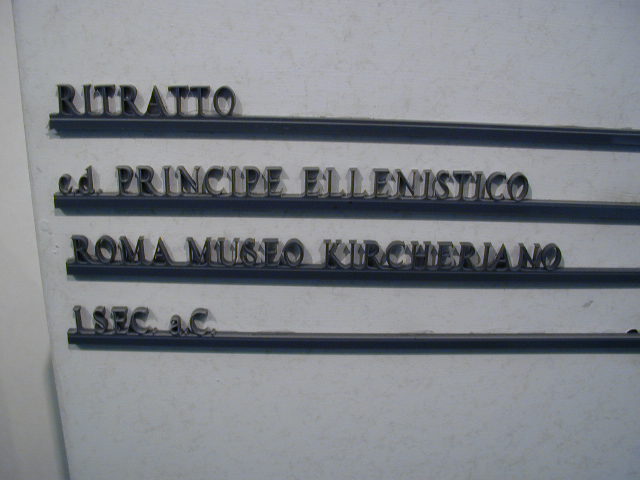 RITRATTO
c.d. PRINCIPE ELLENISTICO
ROMA MUSEO KIRCHERIANO
I SEC. a.C.